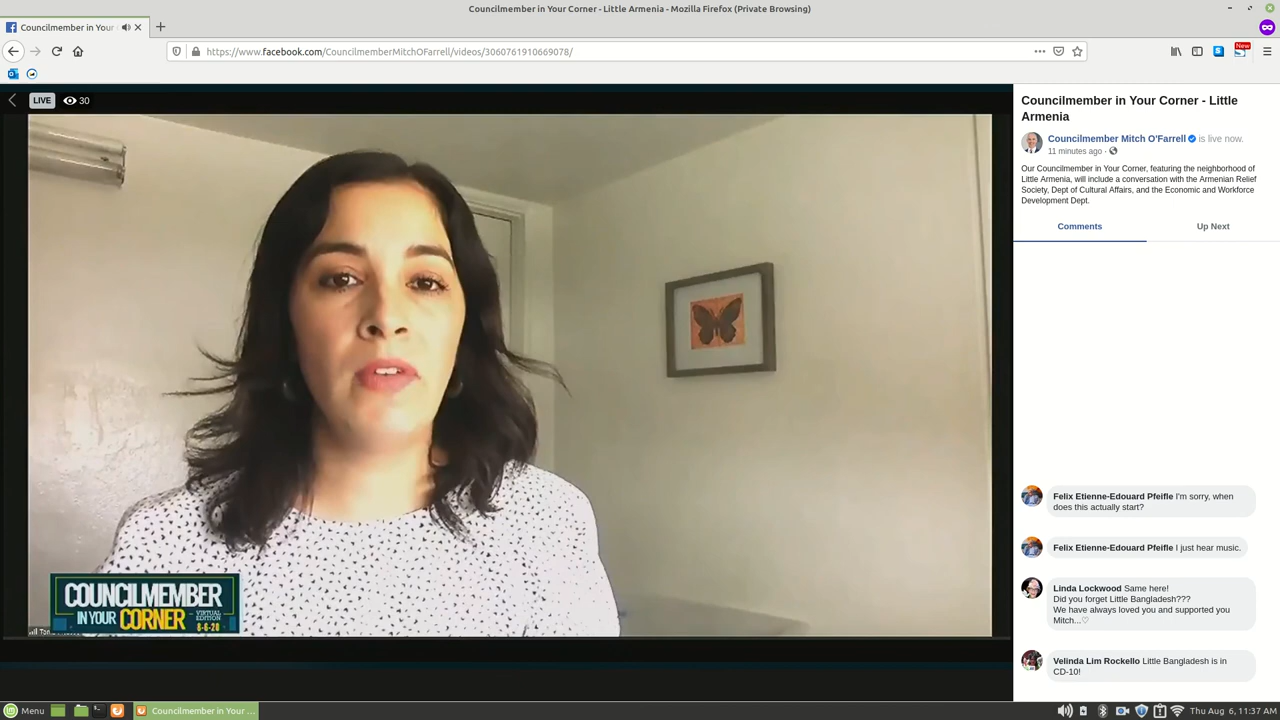 Councilmember in Your Corner - Little Armenia - Mozilla Firefox (Private Browsing)
Councilmember in Your
https://www.facebook.com/CouncilmemberMitchOFarrell/videos/3060761910669078/
New
LIVE 30
COUNCILMEMBER
IN YOUR CORNER
VIRTUAL
EDITION
8-6-20
Councilmember in Your Corner - Little
Armenia
Councilmember Mitch O'Farrell is live now.
11 minutes ago ·
Our Councilmember in Your Corner, featuring the neighborhood of
Little Armenia, will include a conversation with the Armenian Relief
Society, Dept of Cultural Affairs, and the Economic and Workforce
Development Dept.
Comments Up Next
Felix Etienne-Edouard Pfeifle I'm sorry, when
does this actually start?
Felix Etienne-Edouard Pfeifle I just hear music.
Linda Lockwood Same here!
Did you forget Little Bangladesh???
We have always loved you and supported you
Mitch...♡
Velinda Lim Rockello Little Bangladesh is in
CD-10!
Menu
Councilmember in Your ...
Thu Aug 6, 11:37 AM